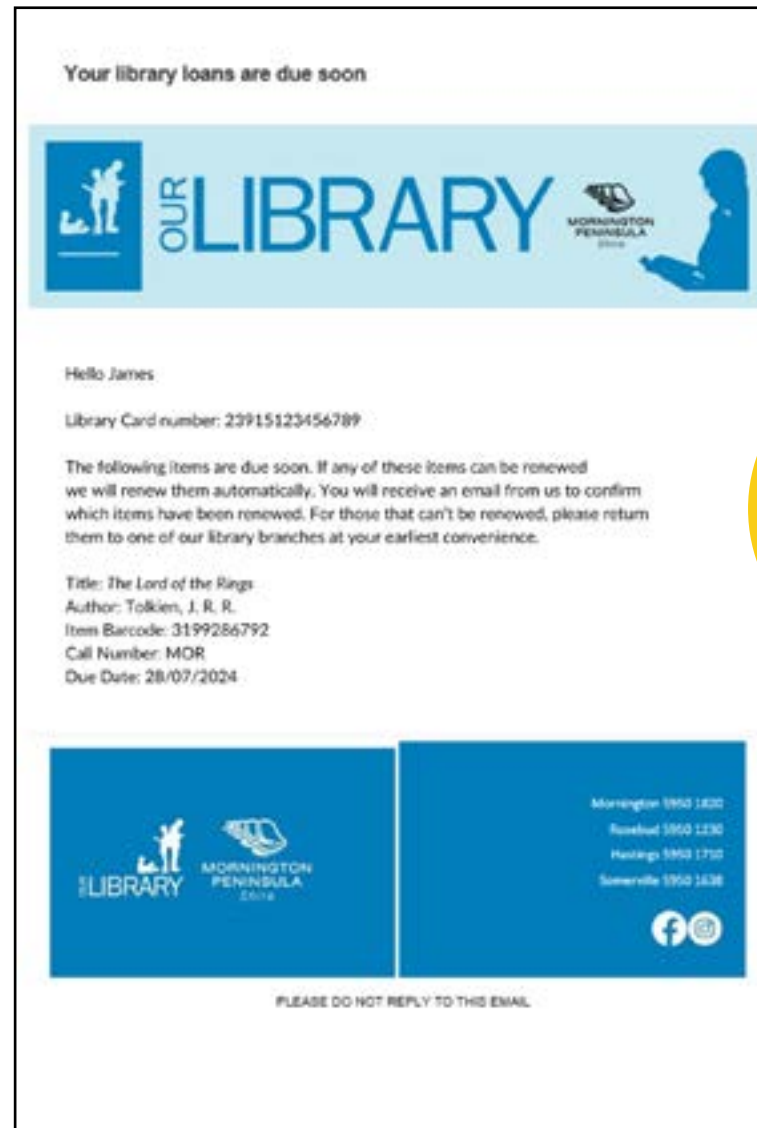 Your library loans are due soon
OUR LIBRARY
MORNINGTON
PENINSULA
Shire
Hello James
Library Card number: 23915123456789
The following items are due soon. If any of these items can be renewed
we will renew them automatically. You will receive an email from us to confirm
which items have been renewed. For those that can't be renewed, please return
them to one of our library branches at your earliest convenience.
Title: The Lord of the Rings
Author: Tolkien, J. R. R.
Item Barcode: 3199286792
Call Number: MOR
Due Date: 28/07/2024
OUR LIBRARY
MORNINGTON
PENINSULA
Shire
Mornington 5950 1820
Rosebud 5950 1230
Hastings 5950 1710
Somerville 5950 1638
PLEASE DO NOT REPLY TO THIS EMAIL